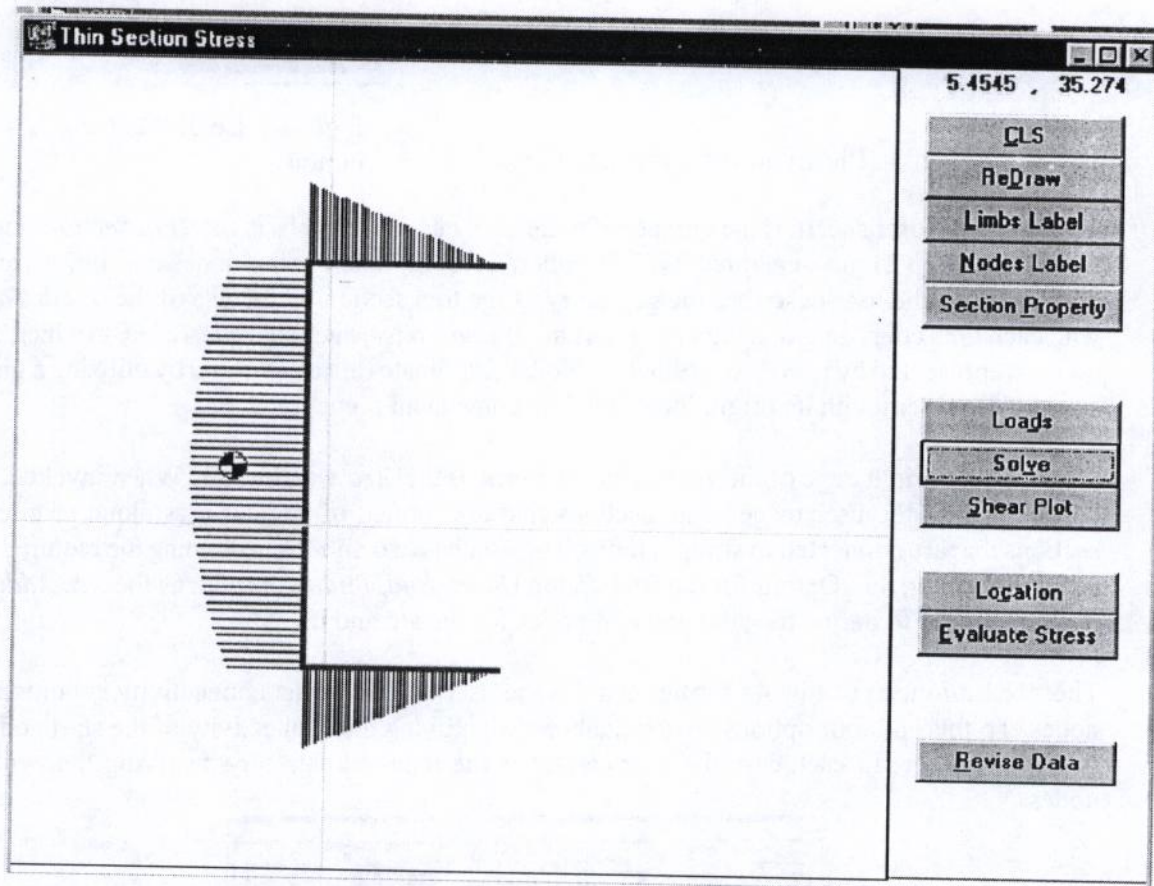 Thin Section Stress
5.4545 , 35.274
CLS
ReDraw
Limbs Label
Nodes Label
Section Property
Loads
Solve
Shear Plot
Location
Evaluate Stress
Revise Data